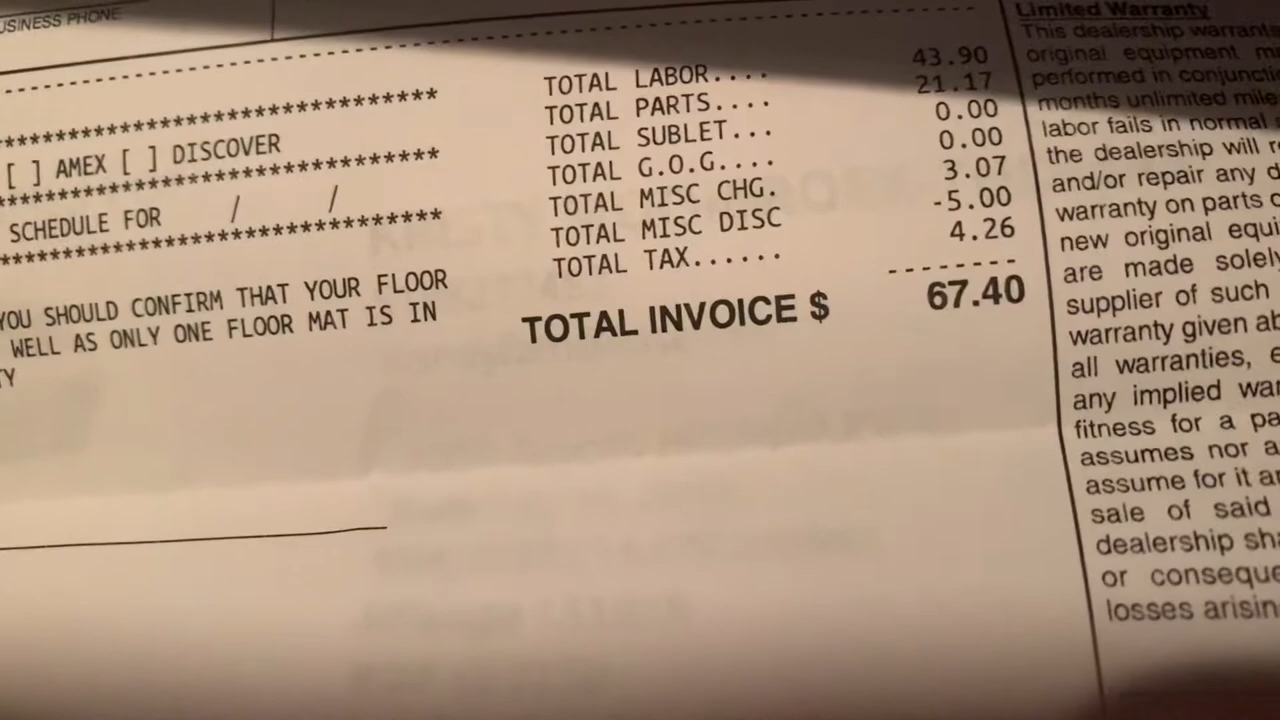 USINESS PHONE
****************************************
[ ] AMEX [ ] DISCOVER
****************************************
SCHEDULE FOR / /
****************************************
YOU SHOULD CONFIRM THAT YOUR FLOOR
WELL AS ONLY ONE FLOOR MAT IS IN
TY
TOTAL LABOR.... 43.90
TOTAL PARTS.... 21.17
TOTAL SUBLET... 0.00
TOTAL G.O.G.... 0.00
TOTAL MISC CHG. 3.07
TOTAL MISC DISC -5.00
TOTAL TAX...... 4.26
TOTAL INVOICE $ 67.40
Limited Warranty
This dealership warrants
original equipment
performed in conjuncti
months unlimited mile
labor fails in normal
the dealership will
and/or repair any d
warranty on parts
new original equi
are made solely
supplier of such
warranty given ab
all warranties,
any implied war
fitness for a pa
assumes nor a
assume for it a
sale of said
dealership sha
or conseque
losses arisin